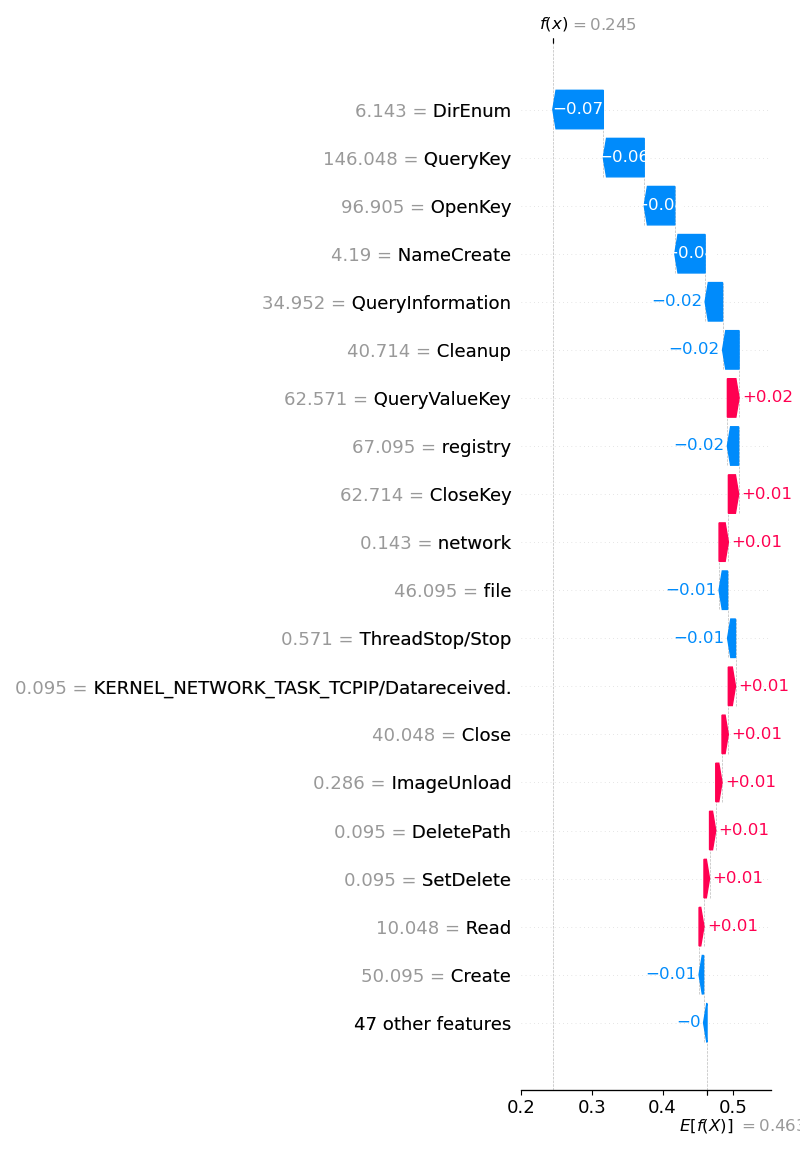 f(x) = 0.245
6.143 = DirEnum −0.07
146.048 = QueryKey −0.06
96.905 = OpenKey −0.0
4.19 = NameCreate −0.0
34.952 = QueryInformation −0.02
40.714 = Cleanup −0.02
62.571 = QueryValueKey +0.02
67.095 = registry −0.02
62.714 = CloseKey +0.01
0.143 = network +0.01
46.095 = file −0.01
0.571 = ThreadStop/Stop −0.01
0.095 = KERNEL_NETWORK_TASK_TCPIP/Datareceived. +0.01
40.048 = Close +0.01
0.286 = ImageUnload +0.01
0.095 = DeletePath +0.01
0.095 = SetDelete +0.01
10.048 = Read +0.01
50.095 = Create −0.01
47 other features −0
0.2 0.3 0.4 0.5
E[f(X)] = 0.463